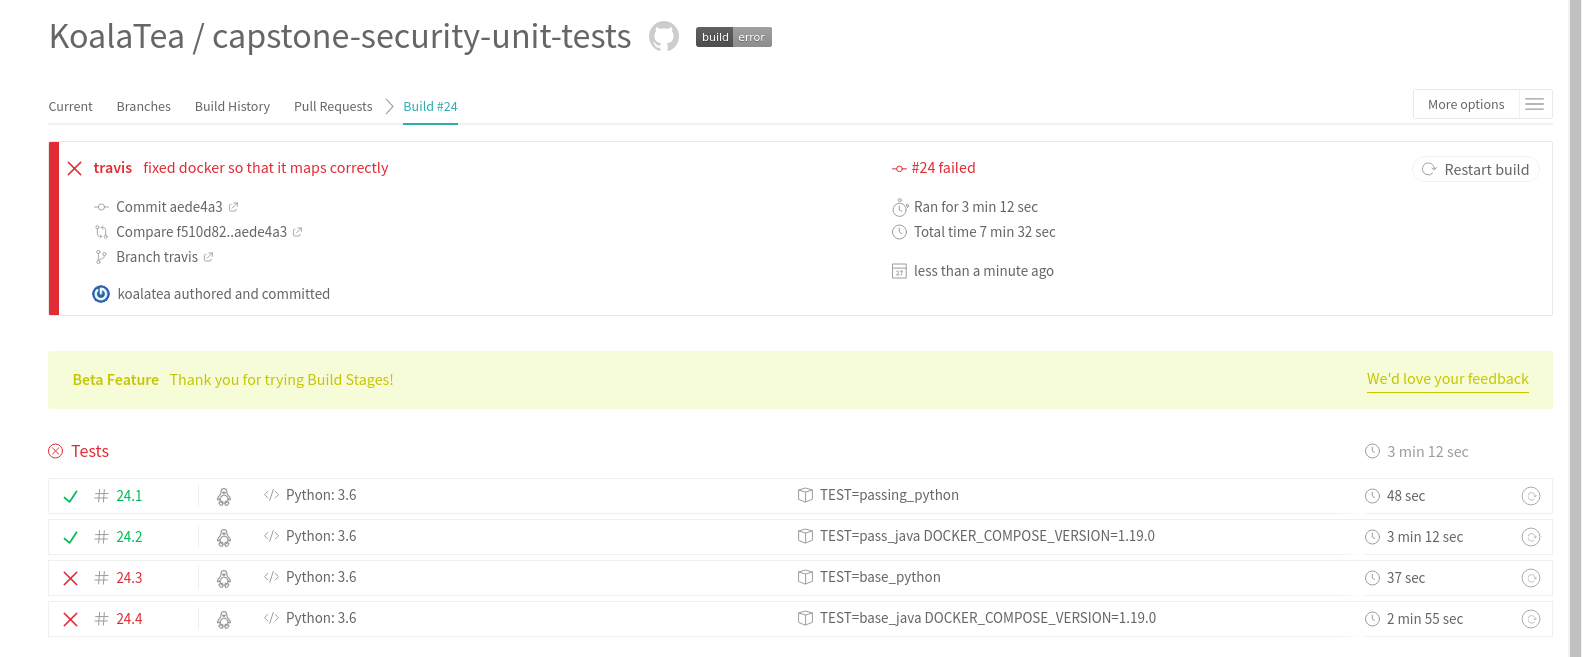 KoalaTea / capstone-security-unit-tests build error
Current Branches Build History Pull Requests Build #24 More options
travis fixed docker so that it maps correctly #24 failed Restart build
Commit aede4a3 Ran for 3 min 12 sec
Compare f510d82..aede4a3 Total time 7 min 32 sec
Branch travis
27 less than a minute ago
koalatea authored and committed
Beta Feature Thank you for trying Build Stages! We'd love your feedback
Tests 3 min 12 sec
# 24.1 </> Python: 3.6 TEST=passing_python 48 sec
# 24.2 </> Python: 3.6 TEST=pass_java DOCKER_COMPOSE_VERSION=1.19.0 3 min 12 sec
# 24.3 </> Python: 3.6 TEST=base_python 37 sec
# 24.4 </> Python: 3.6 TEST=base_java DOCKER_COMPOSE_VERSION=1.19.0 2 min 55 sec